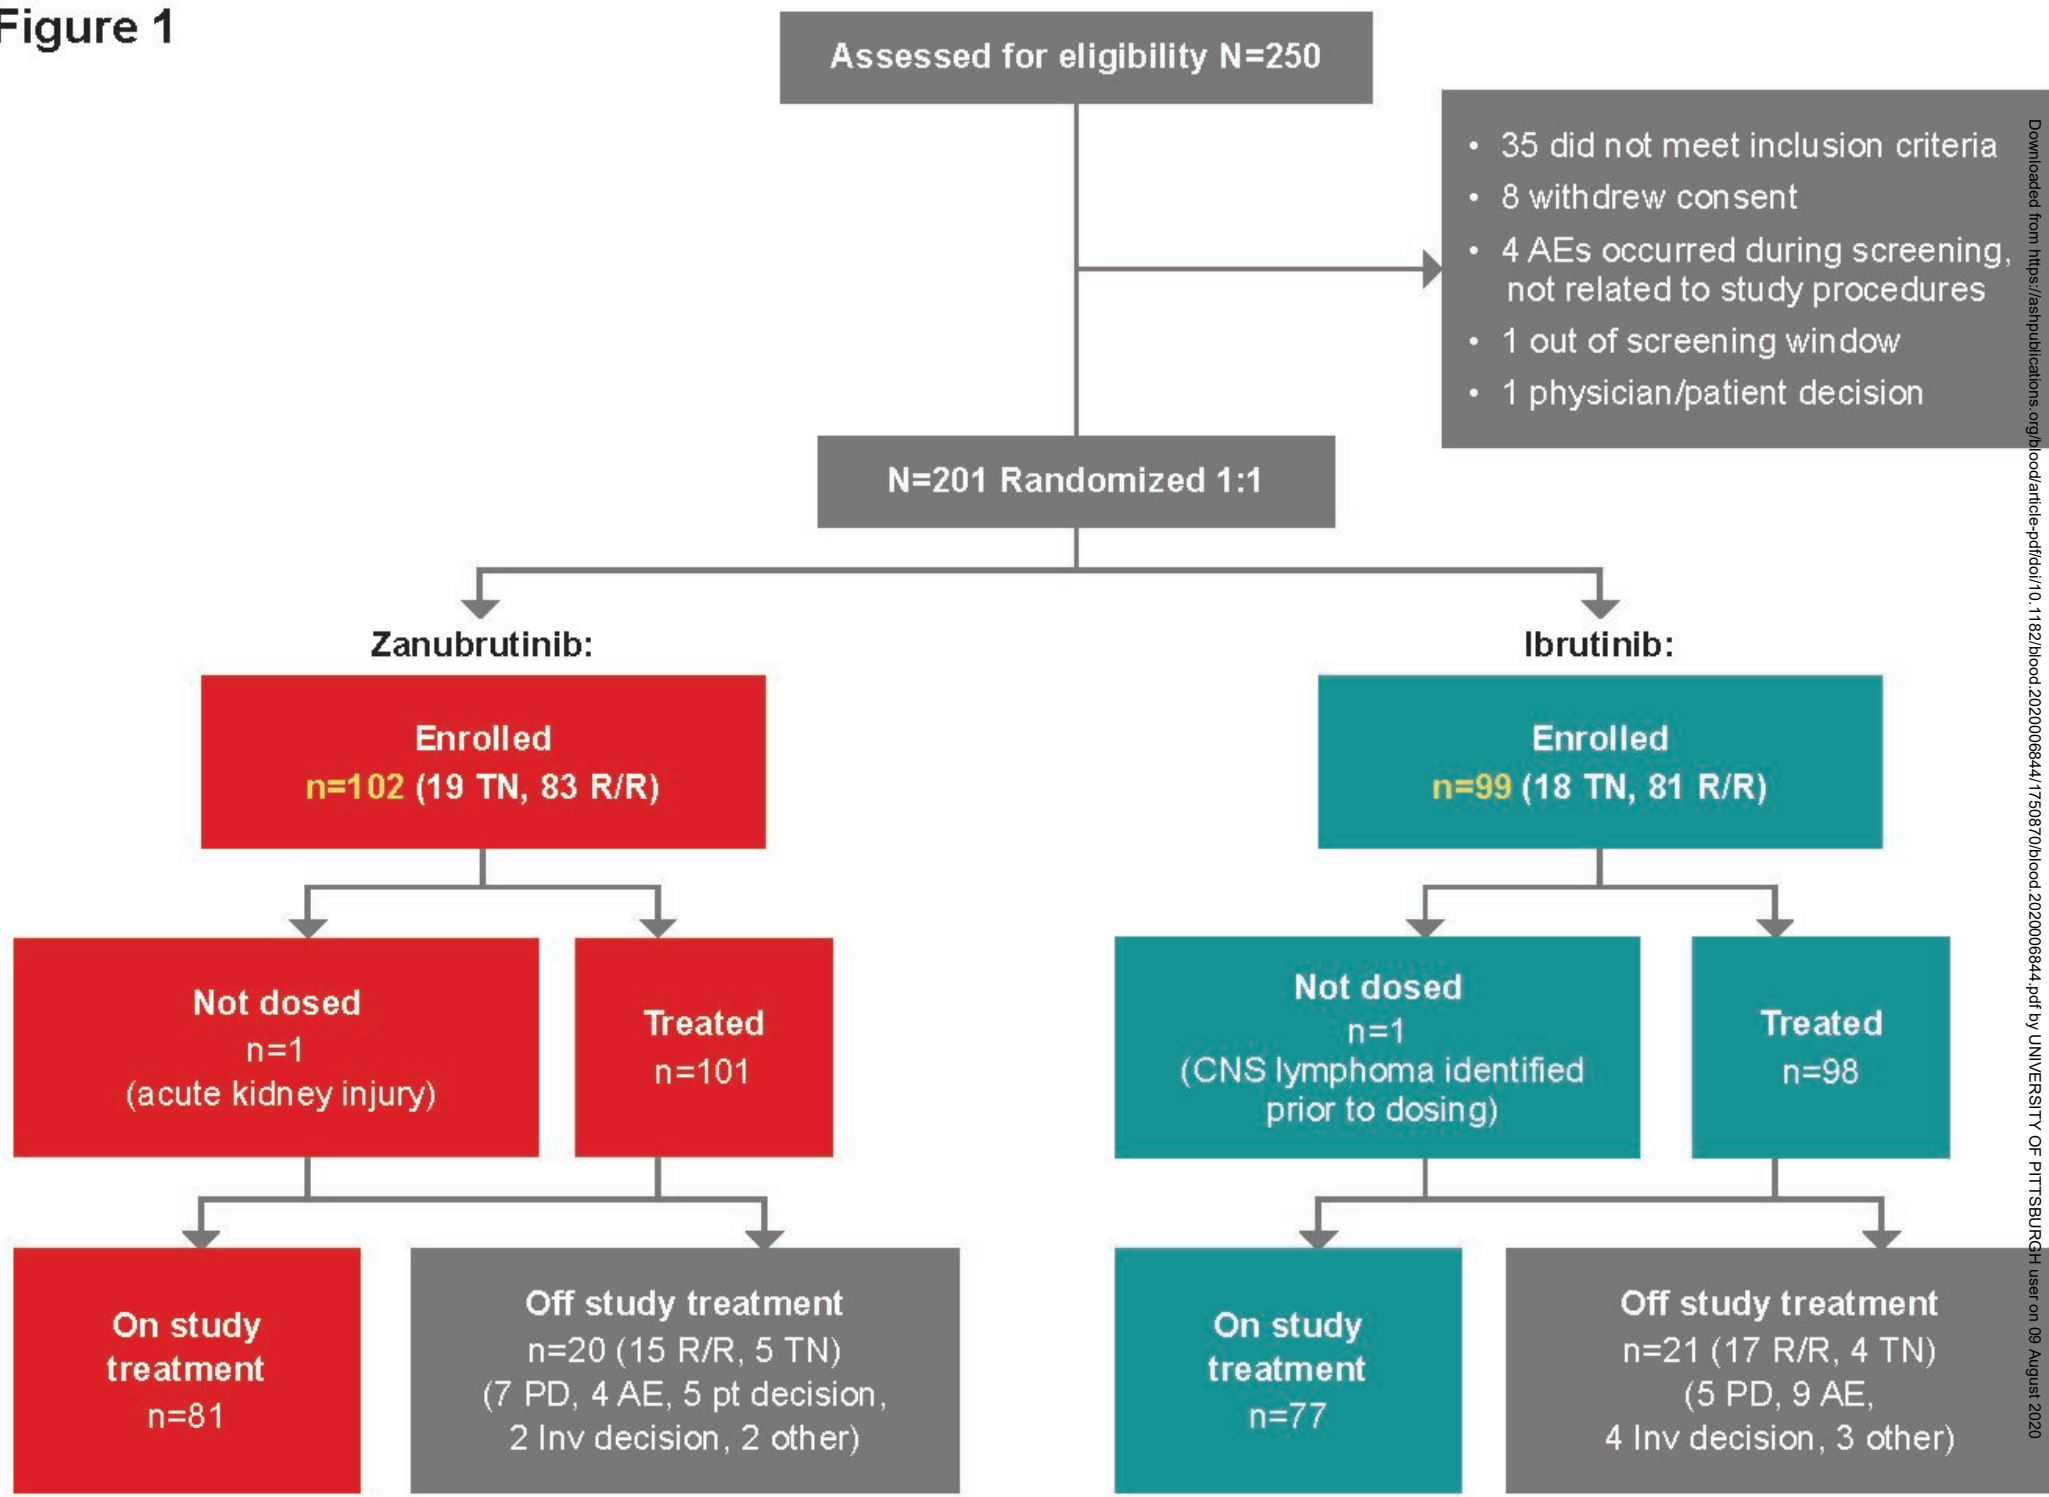 Figure 1
Assessed for eligibility N=250
• 35 did not meet inclusion criteria
• 8 withdrew consent
• 4 AEs occurred during screening,
not related to study procedures
• 1 out of screening window
• 1 physician/patient decision
N=201 Randomized 1:1
Zanubrutinib:
Enrolled
n=102 (19 TN, 83 R/R)
Not dosed
n=1
(acute kidney injury)
Treated
n=101
On study
treatment
n=81
Off study treatment
n=20 (15 R/R, 5 TN)
(7 PD, 4 AE, 5 pt decision,
2 Inv decision, 2 other)
Ibrutinib:
Enrolled
n=99 (18 TN, 81 R/R)
Not dosed
n=1
(CNS lymphoma identified
prior to dosing)
Treated
n=98
On study
treatment
n=77
Off study treatment
n=21 (17 R/R, 4 TN)
(5 PD, 9 AE,
4 Inv decision, 3 other)
Downloaded from https://ashpublications.org/blood/article-pdf/doi/10.1182/blood.2020006844/1750870/blood.2020006844.pdf by UNIVERSITY OF PITTSBURGH user on 09 August 2020